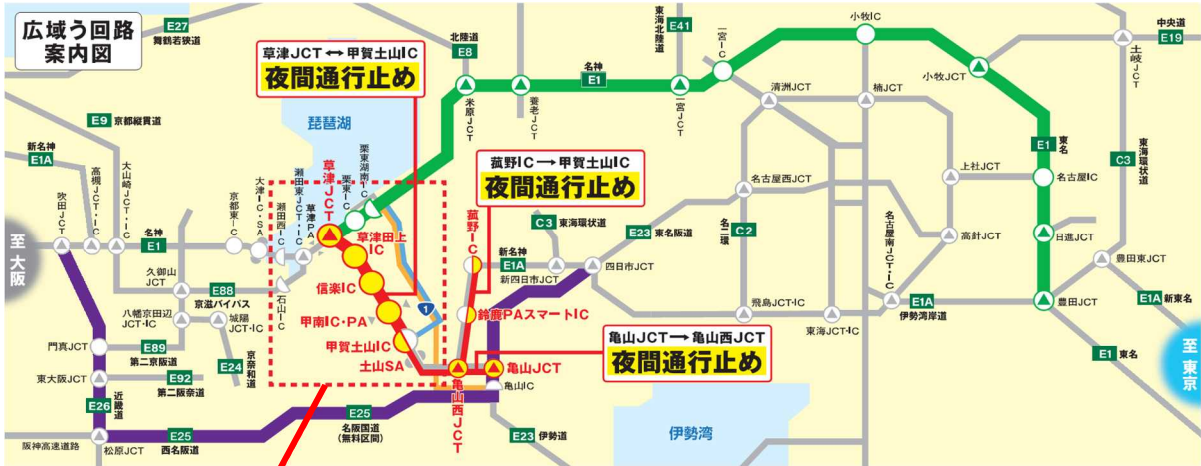 広域う回路
案内図
E27
舞鶴若狭道
草津JCT↔甲賀土山IC
夜間通行止め
北陸道
E8
東海北陸道
E41
名神
E1
一宮IC
小牧IC
小牧JCT
中央道
E19
土岐JCT
米原JCT
養老JCT
一宮JCT
清洲JCT
楠JCT
E9
京都縦貫道
琵琶湖
新名神
E1A
高槻JCT・IC
大山崎JCT・IC
吹田JCT
京都東IC
大津IC・SA
瀬田西IC
瀬田東JCT・IC
草津PA
草津JCT
栗東IC
栗東湖南IC
菰野IC→甲賀土山IC
夜間通行止め
E1
東名
上社JCT
名古屋IC
C3
東海環状道
名古屋西JCT
至大阪
名神
E1
草津田上
IC
信楽IC
甲南IC・PA
甲賀土山IC
土山SA
1
菰野IC
C3
東海環状道
E23
東名阪道
新名神
E1A
新四日市JCT
四日市JCT
名二環
C2
名古屋南JCT・IC
高針JCT
日進JCT
豊田東JCT
久御山
JCT
E88
京滋バイパス
石山IC
八幡京田辺
JCT・IC
城陽
JCT・IC
鈴鹿PAスマートIC
飛島JCT・IC
東海JCT・IC
E1A
伊勢湾岸道
豊田JCT
E1A
新東名
門真JCT
E89
第二京阪道
E24
京奈和道
亀山JCT→亀山西JCT
夜間通行止め
E1
東名
至東京
東大阪JCT
E92
第二阪奈道
亀山JCT
亀山西JCT
亀山IC
E26
近畿道
E25
名阪国道
(無料区間)
阪神高速道路
松原JCT
E25
西名阪道
E23
伊勢道
伊勢湾